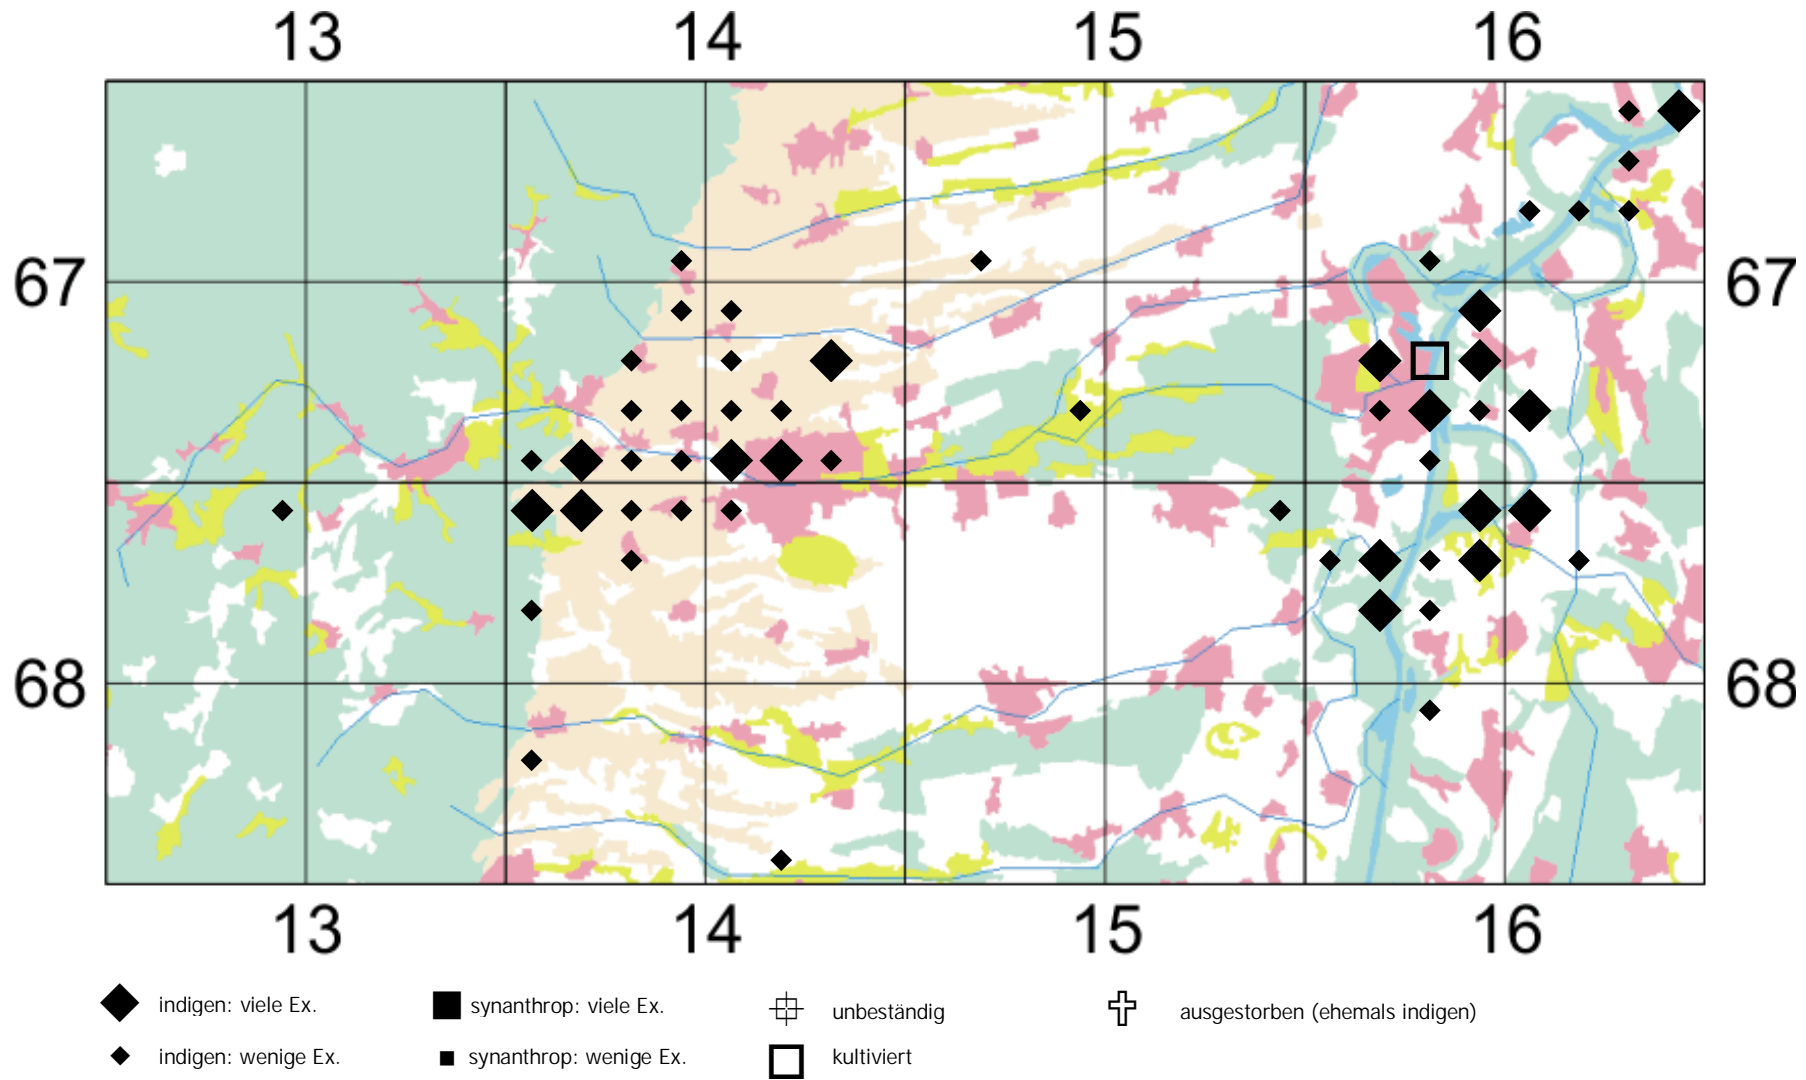 13 14 15 16
67 67
68 68
13 14 15 16
indigen: viele Ex. synanthrop: viele Ex. unbeständig ausgestorben (ehemals indigen)
indigen: wenige Ex. synanthrop: wenige Ex. kultiviert